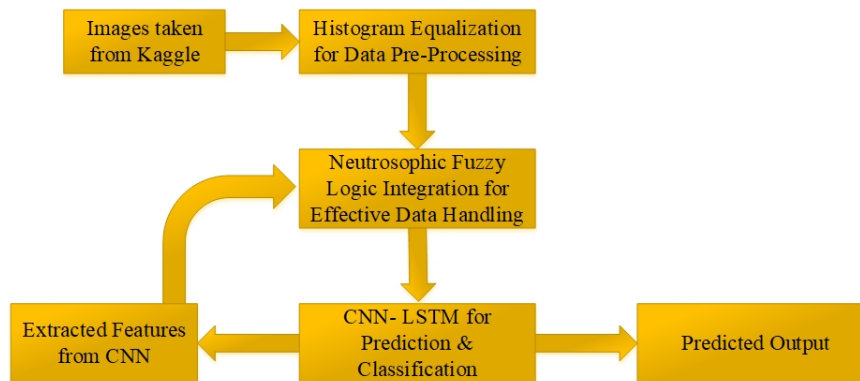 Images taken
from Kaggle
Histogram Equalization
for Data Pre-Processing
Neutrosophic Fuzzy
Logic Integration for
Effective Data Handling
Extracted Features
from CNN
CNN- LSTM for
Prediction &
Classification
Predicted Output